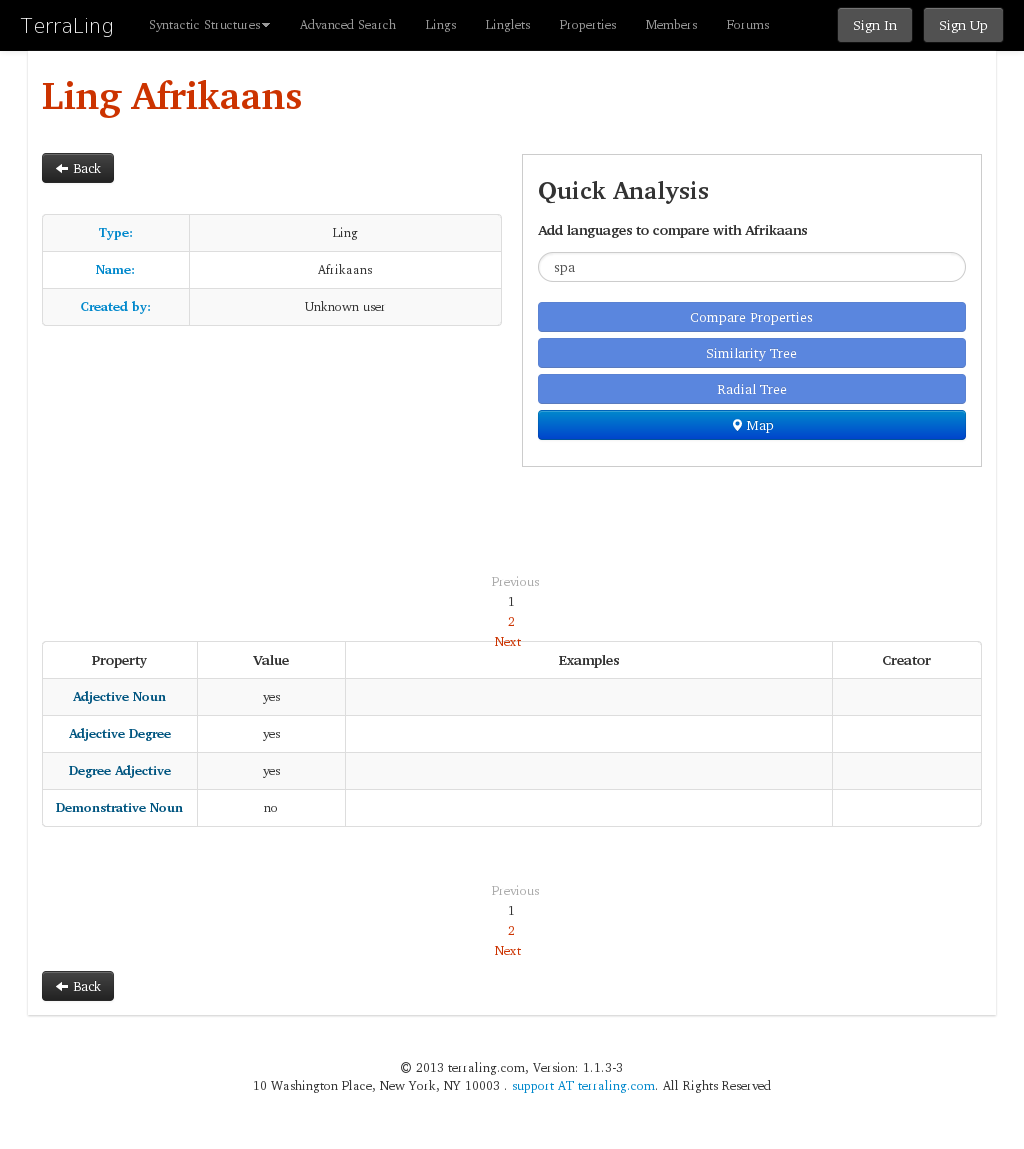 TerraLing Syntactic Structures Advanced Search Lings Linglets Properties Members Forums Sign In Sign Up
Ling Afrikaans
Back
Type: Ling
Name: Afrikaans
Created by: Unknown user
Quick Analysis
Add languages to compare with Afrikaans
spa
Compare Properties
Similarity Tree
Radial Tree
Map
Previous
1
2
Next
Property Value Examples Creator
Adjective Noun yes
Adjective Degree yes
Degree Adjective yes
Demonstrative Noun no
Previous
1
2
Next
Back
© 2013 terraling.com, Version: 1.1.3-3
10 Washington Place, New York, NY 10003 . support AT terraling.com. All Rights Reserved